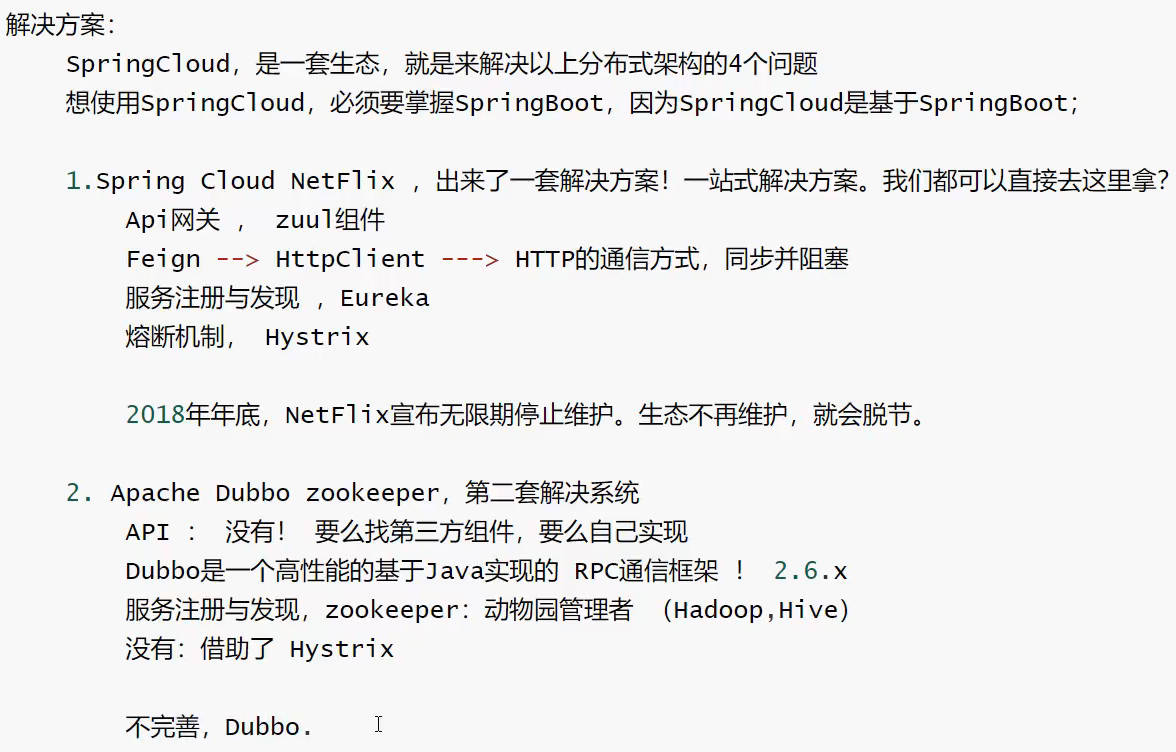 解决方案：
SpringCloud，是一套生态，就是来解决以上分布式架构的4个问题
想使用SpringCloud，必须要掌握SpringBoot，因为SpringCloud是基于SpringBoot；
1.Spring Cloud NetFlix ，出来了一套解决方案！一站式解决方案。我们都可以直接去这里拿？
Api网关 ， zuul组件
Feign --> HttpClient ---> HTTP的通信方式，同步并阻塞
服务注册与发现 ，Eureka
熔断机制， Hystrix
2018年年底，NetFlix宣布无限期停止维护。生态不再维护，就会脱节。
2. Apache Dubbo zookeeper，第二套解决系统
API ： 没有！ 要么找第三方组件，要么自己实现
Dubbo是一个高性能的基于Java实现的 RPC通信框架 ！ 2.6.x
服务注册与发现，zookeeper：动物园管理者 （Hadoop,Hive）
没有：借助了 Hystrix
不完善，Dubbo.